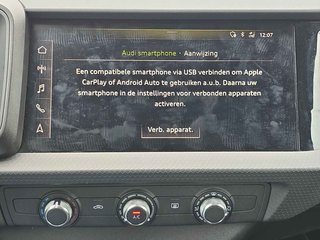 12:07
Audi smartphone · Aanwijzing
Een compatibele smartphone via USB verbinden om Apple
CarPlay of Android Auto te gebruiken a.u.b. Daarna uw
smartphone in de instellingen voor verbonden apparaten
activeren.
Verb. apparat.
A/C